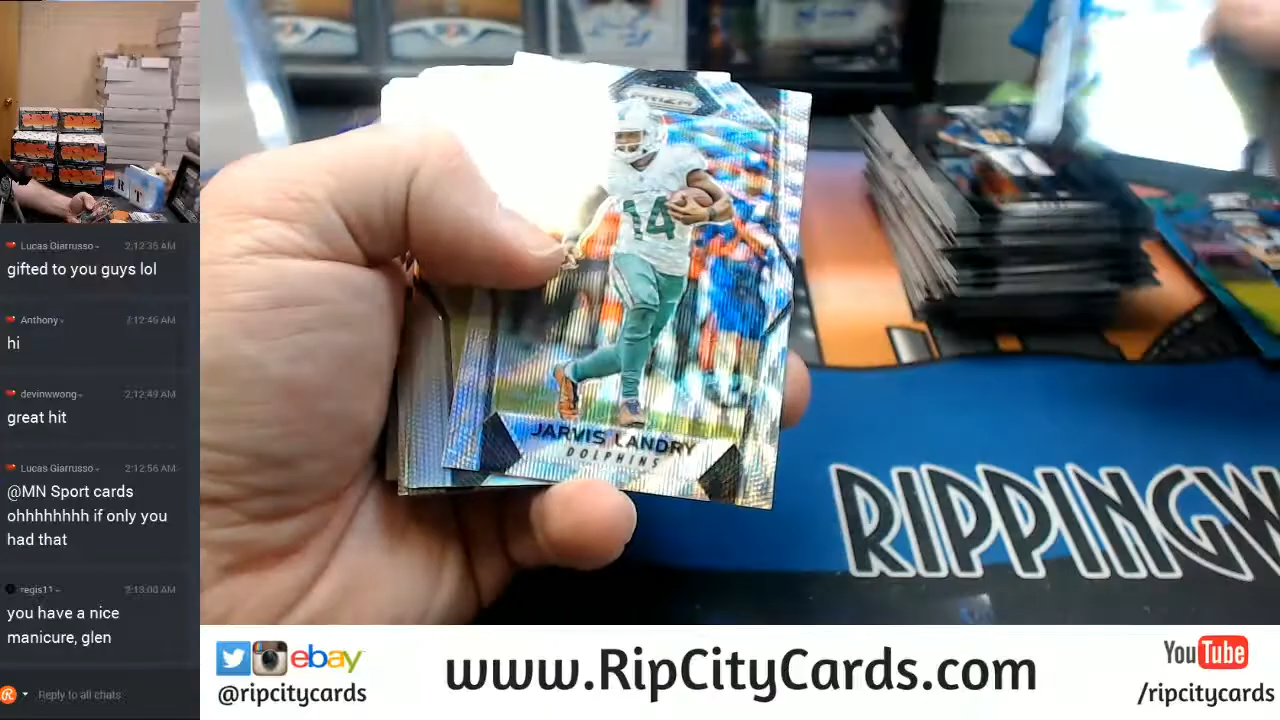 Lucas Giarrusso
2:12:35 AM
gifted to you guys lol
Anthony
2:12:46 AM
hi
devinwwong
2:12:49 AM
great hit
Lucas Giarrusso
2:12:56 AM
@MN Sport cards
ohhhhhhhh if only you
had that
regis11
2:13:00 AM
you have a nice
manicure, glen
Reply to all chats
PRIZM
14
JARVIS LANDRY
DOLPHINS
RIPPINGW
ebay
@ripcitycards
www.RipCityCards.com
YouTube
/ripcitycards